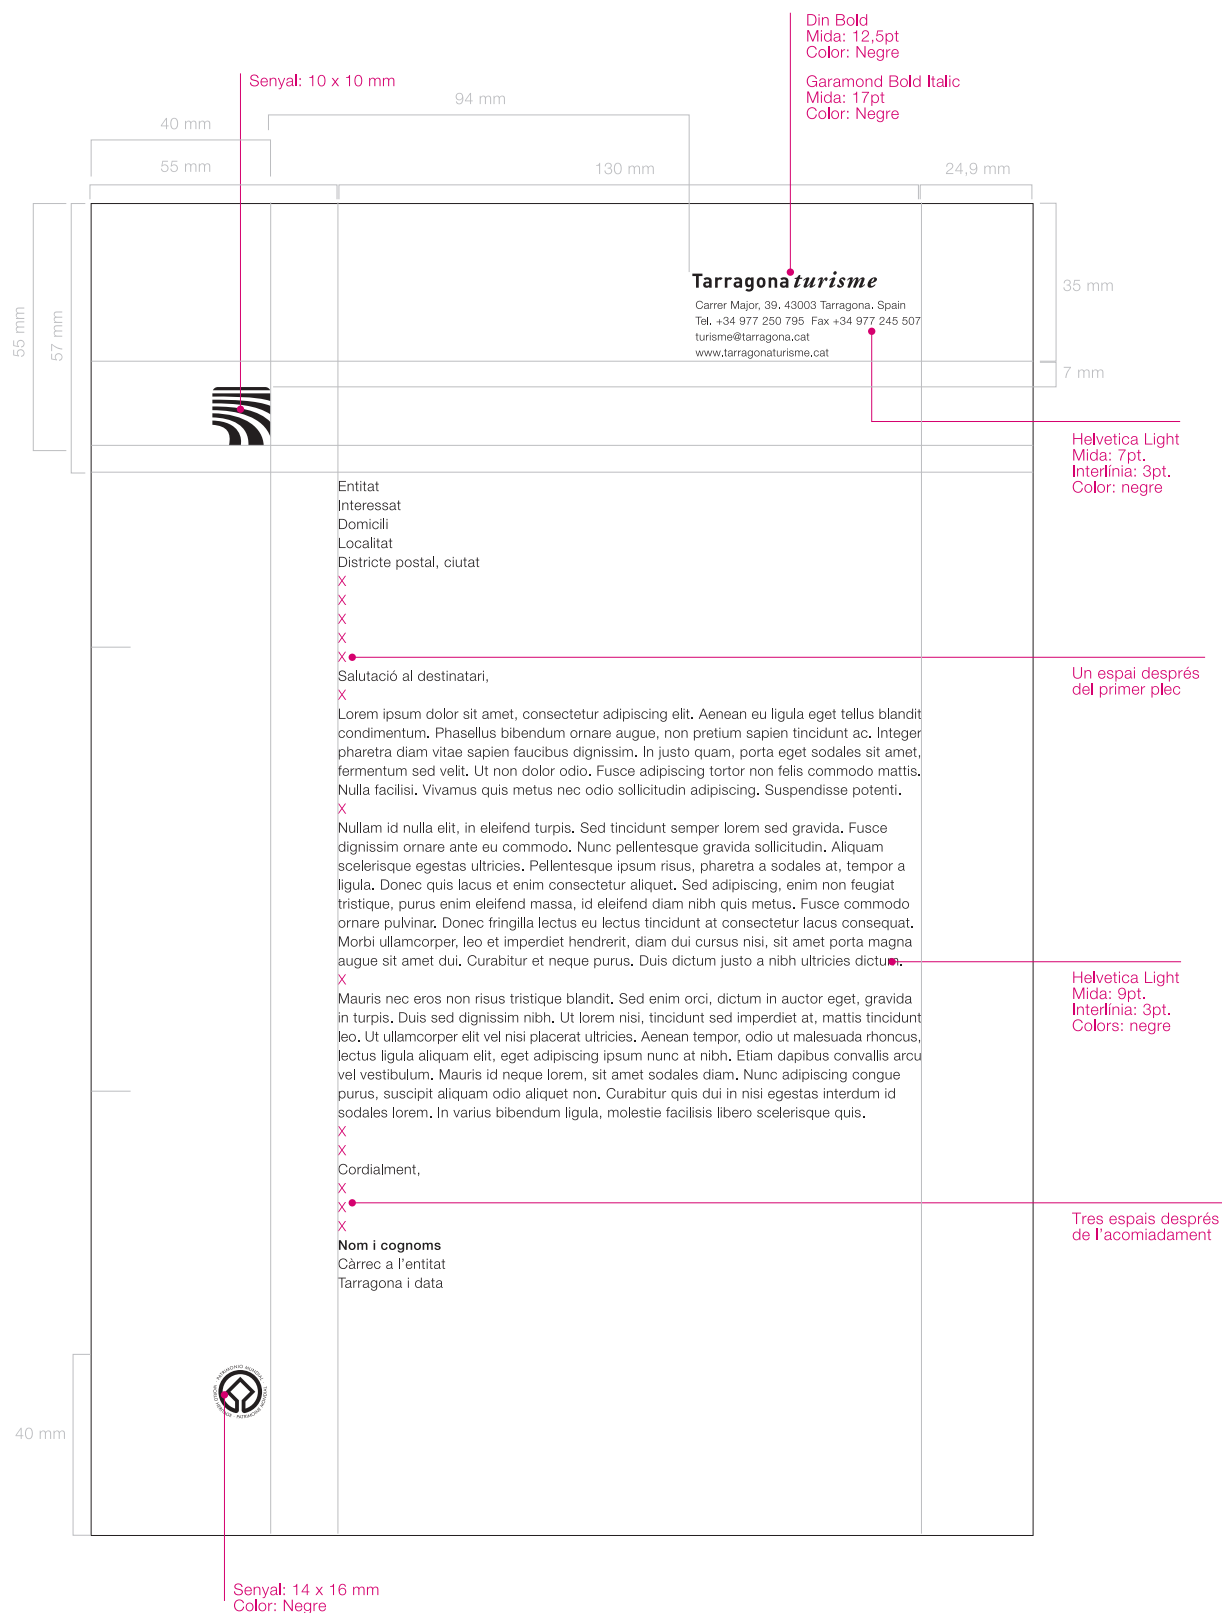 Din Bold
Mida: 12,5pt
Color: Negre
Garamond Bold Italic
Mida: 17pt
Color: Negre
Senyal: 10 x 10 mm
94 mm
40 mm
55 mm
130 mm
24,9 mm
55 mm
57 mm
35 mm
7 mm
Tarragona turisme
Carrer Major, 39. 43003 Tarragona. Spain
Tel. +34 977 250 795 Fax +34 977 245 507
turisme@tarragona.cat
www.tarragonaturisme.cat
Helvetica Light
Mida: 7pt.
Interlínia: 3pt.
Color: negre
Entitat
Interessat
Domicili
Localitat
Districte postal, ciutat
X
X
X
X
X
Un espai després
del primer plec
Salutació al destinatari,
X
Lorem ipsum dolor sit amet, consectetur adipiscing elit. Aenean eu ligula eget tellus blandit
condimentum. Phasellus bibendum ornare augue, non pretium sapien tincidunt ac. Integer
pharetra diam vitae sapien faucibus dignissim. In justo quam, porta eget sodales sit amet,
fermentum sed velit. Ut non dolor odio. Fusce adipiscing tortor non felis commodo mattis.
Nulla facilisi. Vivamus quis metus nec odio sollicitudin adipiscing. Suspendisse potenti.
X
Nullam id nulla elit, in eleifend turpis. Sed tincidunt semper lorem sed gravida. Fusce
dignissim ornare ante eu commodo. Nunc pellentesque gravida sollicitudin. Aliquam
scelerisque egestas ultricies. Pellentesque ipsum risus, pharetra a sodales at, tempor a
ligula. Donec quis lacus et enim consectetur aliquet. Sed adipiscing, enim non feugiat
tristique, purus enim eleifend massa, id eleifend diam nibh quis metus. Fusce commodo
ornare pulvinar. Donec fringilla lectus eu lectus tincidunt at consectetur lacus consequat.
Morbi ullamcorper, leo et imperdiet hendrerit, diam dui cursus nisi, sit amet porta magna
augue sit amet dui. Curabitur et neque purus. Duis dictum justo a nibh ultricies dictum.
X
Helvetica Light
Mida: 9pt.
Interlínia: 3pt.
Colors: negre
Mauris nec eros non risus tristique blandit. Sed enim orci, dictum in auctor eget, gravida
in turpis. Duis sed dignissim nibh. Ut lorem nisi, tincidunt sed imperdiet at, mattis tincidunt
leo. Ut ullamcorper elit vel nisi placerat ultricies. Aenean tempor, odio ut malesuada rhoncus,
lectus ligula aliquam elit, eget adipiscing ipsum nunc at nibh. Etiam dapibus convallis arcu
vel vestibulum. Mauris id neque lorem, sit amet sodales diam. Nunc adipiscing congue
purus, suscipit aliquam odio aliquet non. Curabitur quis dui in nisi egestas interdum id
sodales lorem. In varius bibendum ligula, molestie facilisis libero scelerisque quis.
X
X
Cordialment,
X
X
X
Tres espais després
de l'acomiadament
Nom i cognoms
Càrrec a l'entitat
Tarragona i data
PATRIMONIO MUNDIAL · WORLD HERITAGE · PATRIMOINE MONDIAL
40 mm
Senyal: 14 x 16 mm
Color: Negre